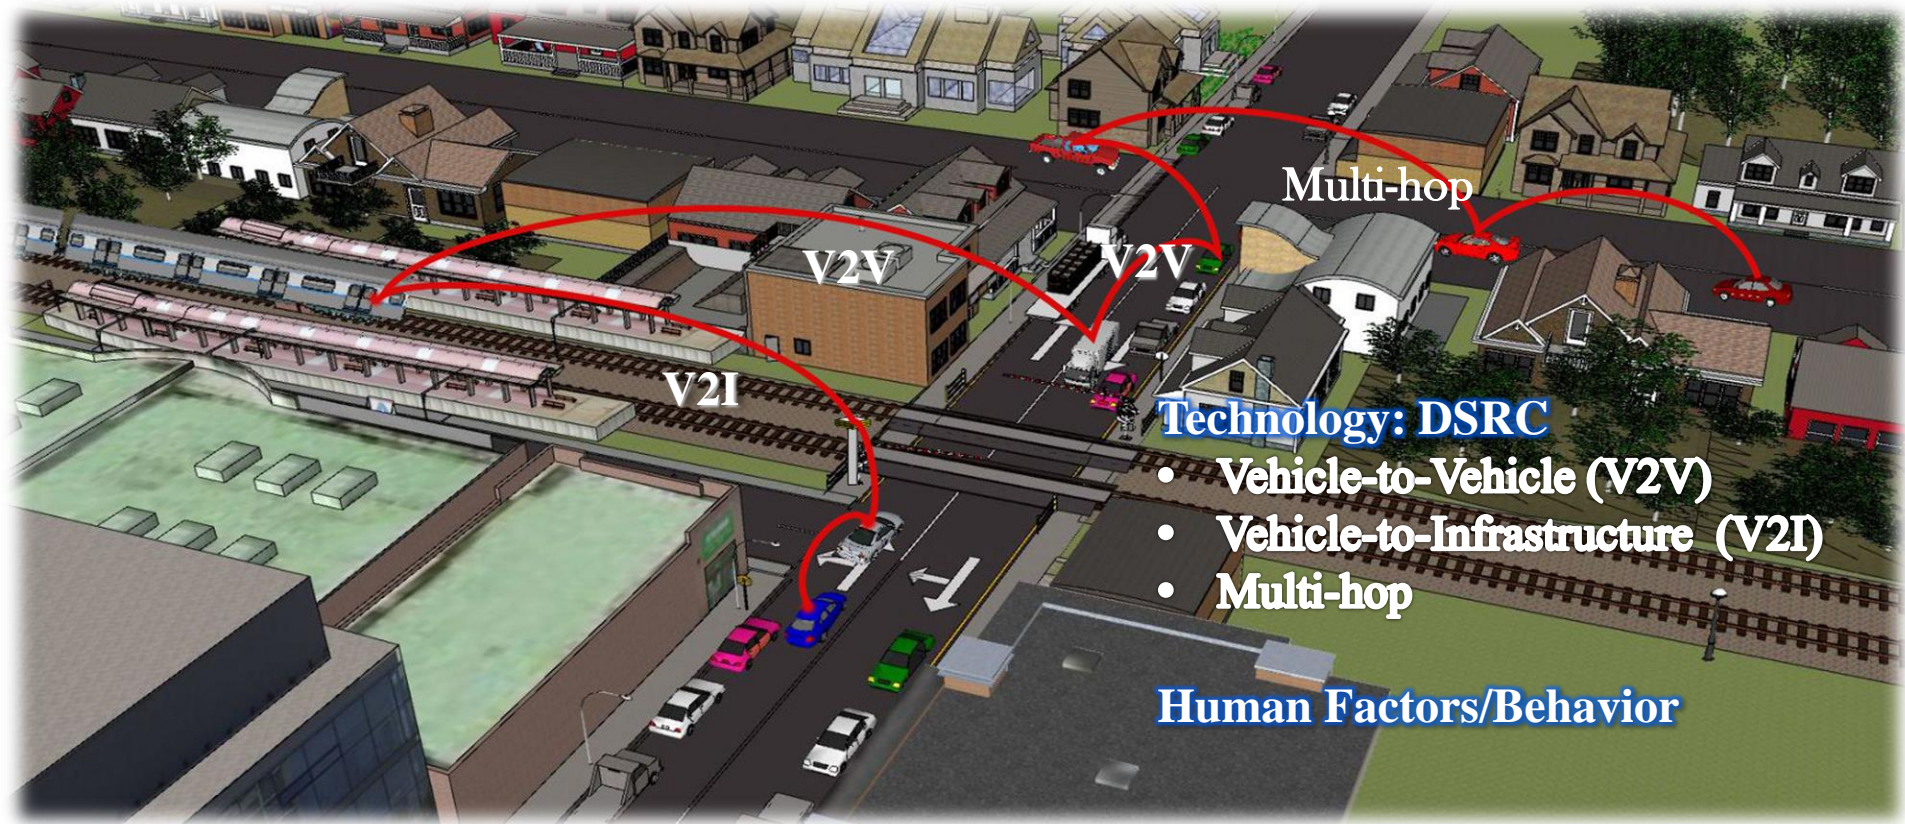 Multi-hop
V2V
V2V
V2I
Technology: DSRC
• Vehicle-to-Vehicle (V2V)
• Vehicle-to-Infrastructure (V2I)
• Multi-hop
Human Factors/Behavior